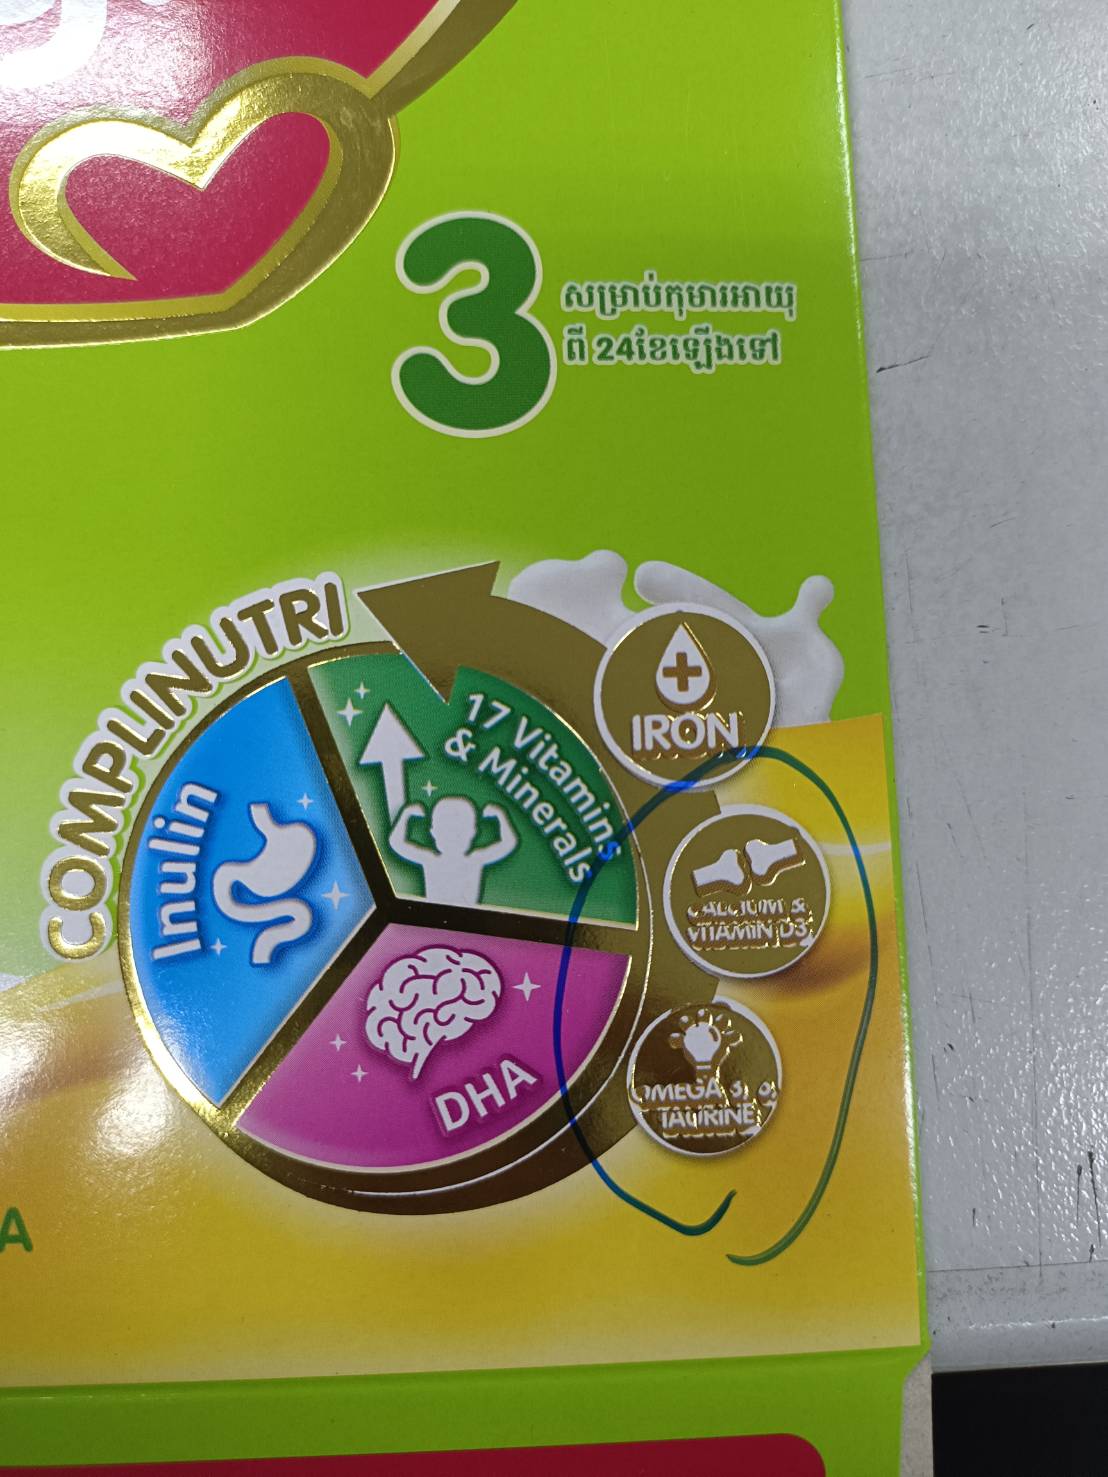 3
សម្រាប់កុមារអាយុ
ពី 24ខែឡើងទៅ
COMPLINUTRI
17 Vitamins
& Minerals
Inulin
DHA
IRON
CALCIUM &
VITAMIN D3
OMEGA 3, 6,
TAURINE
A